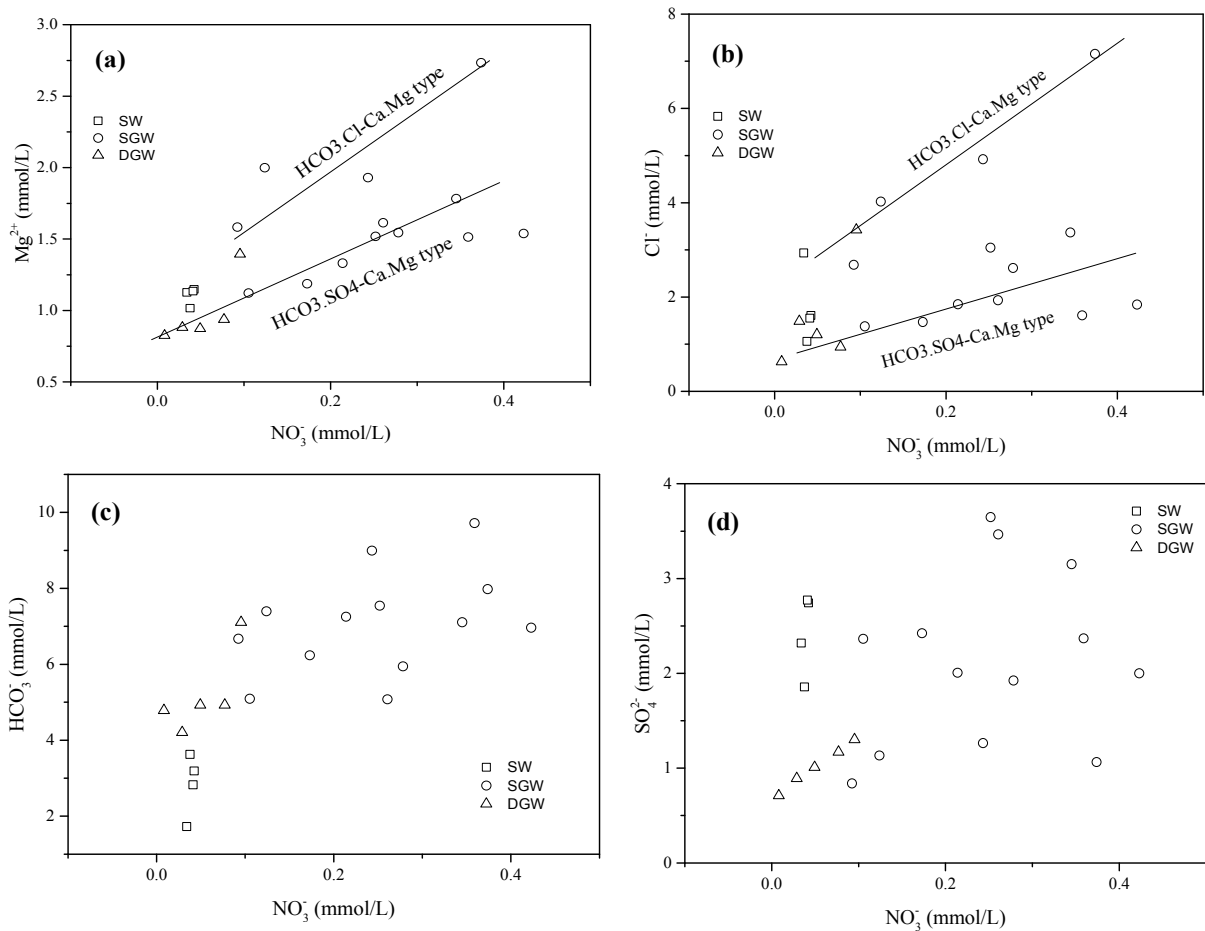 (a)
SW
SGW
DGW
HCO3.Cl-Ca.Mg type
HCO3.SO4-Ca.Mg type
3.0
2.5
2.0
1.5
1.0
0.5
0.0
0.2
0.4
Mg²⁺ (mmol/L)
NO₃⁻ (mmol/L)
(b)
SW
SGW
DGW
HCO3.Cl-Ca.Mg type
HCO3.SO4-Ca.Mg type
8
6
4
2
0
0.0
0.2
0.4
Cl⁻ (mmol/L)
NO₃⁻ (mmol/L)
(c)
10
8
6
4
2
SW
SGW
DGW
0.0
0.2
0.4
HCO₃⁻ (mmol/L)
NO₃⁻ (mmol/L)
(d)
SW
SGW
DGW
4
3
2
1
0
0.0
0.2
0.4
SO₄²⁻ (mmol/L)
NO₃⁻ (mmol/L)